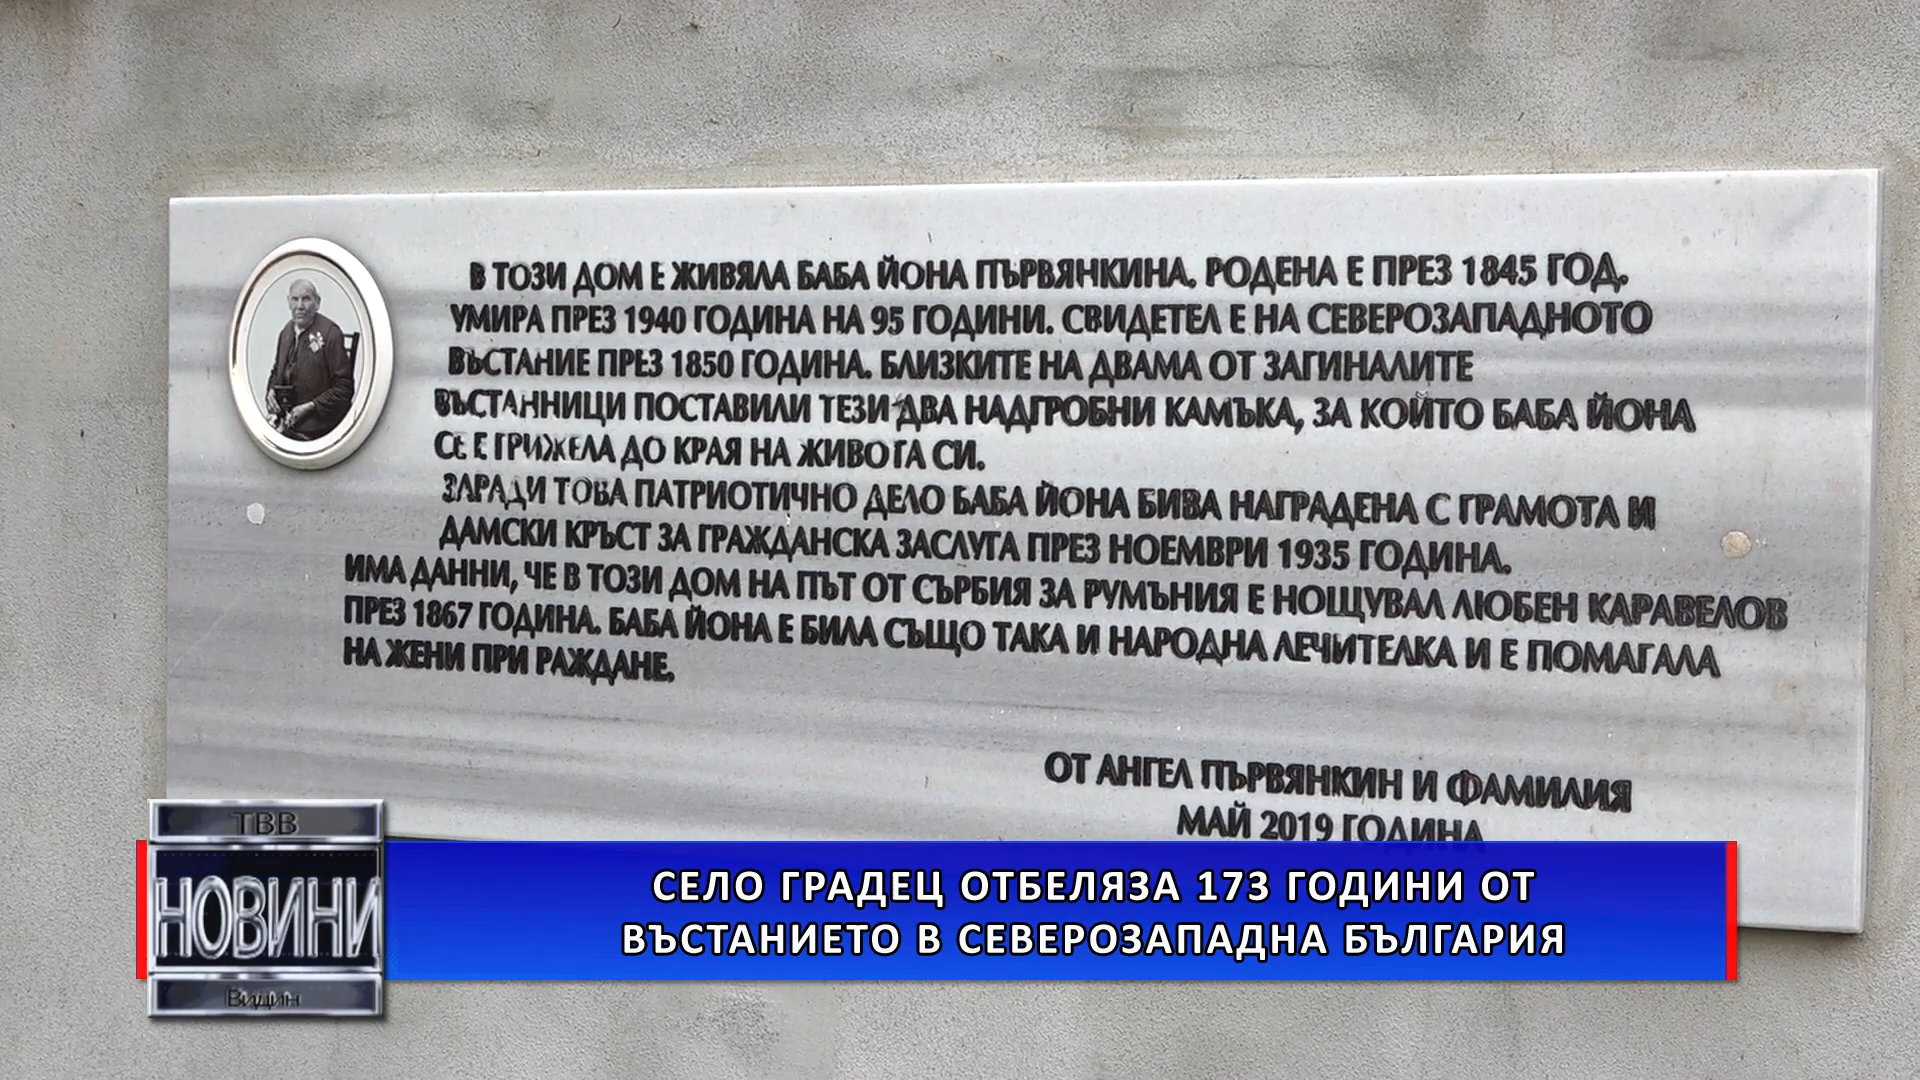 В ТОЗИ ДОМ Е ЖИВЯЛА БАБА ЙОНА ПЪРВЯНКИНА. РОДЕНА Е ПРЕЗ 1845 ГОД.
УМИРА ПРЕЗ 1940 ГОДИНА НА 95 ГОДИНИ. СВИДЕТЕЛ Е НА СЕВЕРОЗАПАДНОТО
ВЪСТАНИЕ ПРЕЗ 1850 ГОДИНА. БЛИЗКИТЕ НА ДВАМА ОТ ЗАГИНАЛИТЕ
ВЪСТАННИЦИ ПОСТАВИЛИ ТЕЗИ ДВА НАДГРОБНИ КАМЪКА, ЗА КОЙТО БАБА ЙОНА
СЕ Е ГРИЖЕЛА ДО КРАЯ НА ЖИВОТА СИ.
ЗАРАДИ ТОВА ПАТРИОТИЧНО ДЕЛО БАБА ЙОНА БИВА НАГРАДЕНА С ГРАМОТА И
ДАМСКИ КРЪСТ ЗА ГРАЖДАНСКА ЗАСЛУГА ПРЕЗ НОЕМВРИ 1935 ГОДИНА.
ИМА ДАННИ, ЧЕ В ТОЗИ ДОМ НА ПЪТ ОТ СЪРБИЯ ЗА РУМЪНИЯ Е НОЩУВАЛ ЛЮБЕН КАРАВЕЛОВ
ПРЕЗ 1867 ГОДИНА. БАБА ЙОНА Е БИЛА СЪЩО ТАКА И НАРОДНА ЛЕЧИТЕЛКА И Е ПОМАГАЛА
НА ЖЕНИ ПРИ РАЖДАНЕ.
ОТ АНГЕЛ ПЪРВЯНКИН И ФАМИЛИЯ
МАЙ 2019 ГОДИНА
ТВВ
НОВИНИ
Видин
СЕЛО ГРАДЕЦ ОТБЕЛЯЗА 173 ГОДИНИ ОТ
ВЪСТАНИЕТО В СЕВЕРОЗАПАДНА БЪЛГАРИЯ